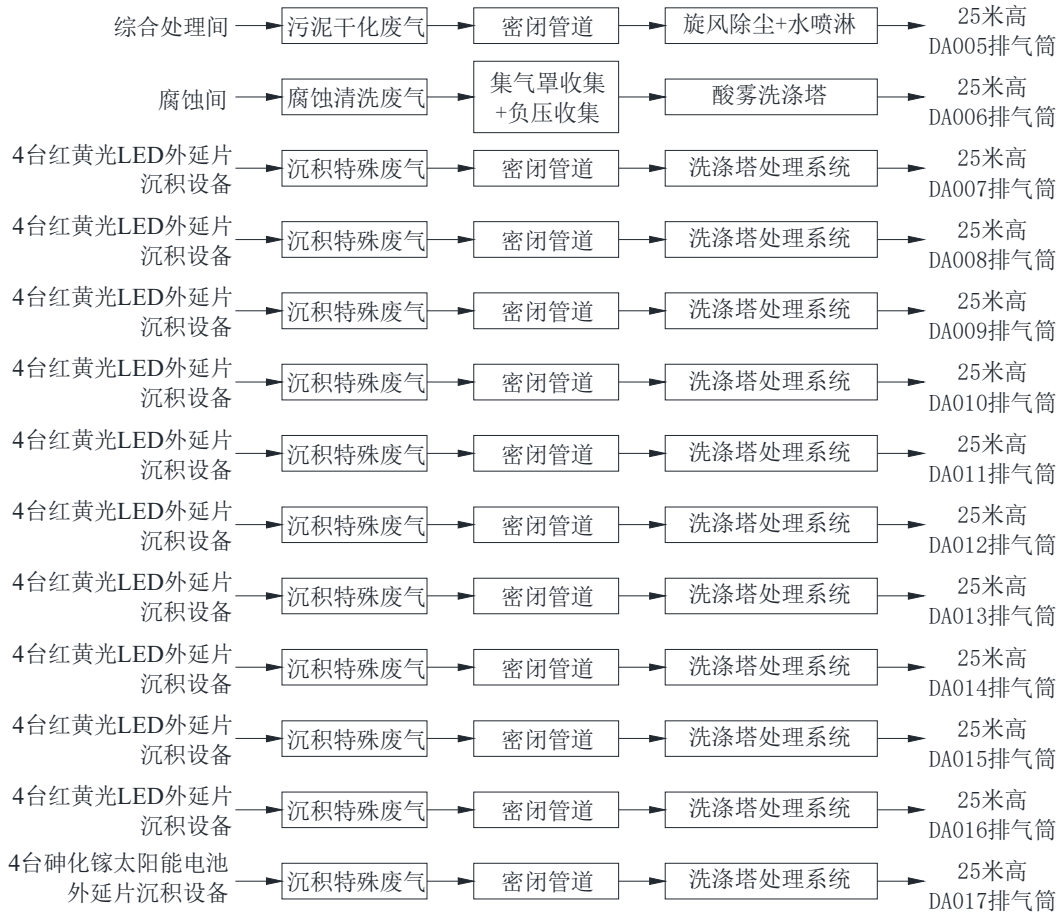 综合处理间 污泥干化废气 密闭管道 旋风除尘+水喷淋 25米高
DA005排气筒
腐蚀间 腐蚀清洗废气 集气罩收集 酸雾洗涤塔 25米高
+负压收集 DA006排气筒
4台红黄光LED外延片 沉积特殊废气 密闭管道 洗涤塔处理系统 25米高
沉积设备 DA007排气筒
4台红黄光LED外延片 沉积特殊废气 密闭管道 洗涤塔处理系统 25米高
沉积设备 DA008排气筒
4台红黄光LED外延片 沉积特殊废气 密闭管道 洗涤塔处理系统 25米高
沉积设备 DA009排气筒
4台红黄光LED外延片 沉积特殊废气 密闭管道 洗涤塔处理系统 25米高
沉积设备 DA010排气筒
4台红黄光LED外延片 沉积特殊废气 密闭管道 洗涤塔处理系统 25米高
沉积设备 DA011排气筒
4台红黄光LED外延片 沉积特殊废气 密闭管道 洗涤塔处理系统 25米高
沉积设备 DA012排气筒
4台红黄光LED外延片 沉积特殊废气 密闭管道 洗涤塔处理系统 25米高
沉积设备 DA013排气筒
4台红黄光LED外延片 沉积特殊废气 密闭管道 洗涤塔处理系统 25米高
沉积设备 DA014排气筒
4台红黄光LED外延片 沉积特殊废气 密闭管道 洗涤塔处理系统 25米高
沉积设备 DA015排气筒
4台红黄光LED外延片 沉积特殊废气 密闭管道 洗涤塔处理系统 25米高
沉积设备 DA016排气筒
4台砷化镓太阳能电池 沉积特殊废气 密闭管道 洗涤塔处理系统 25米高
外延片沉积设备 DA017排气筒